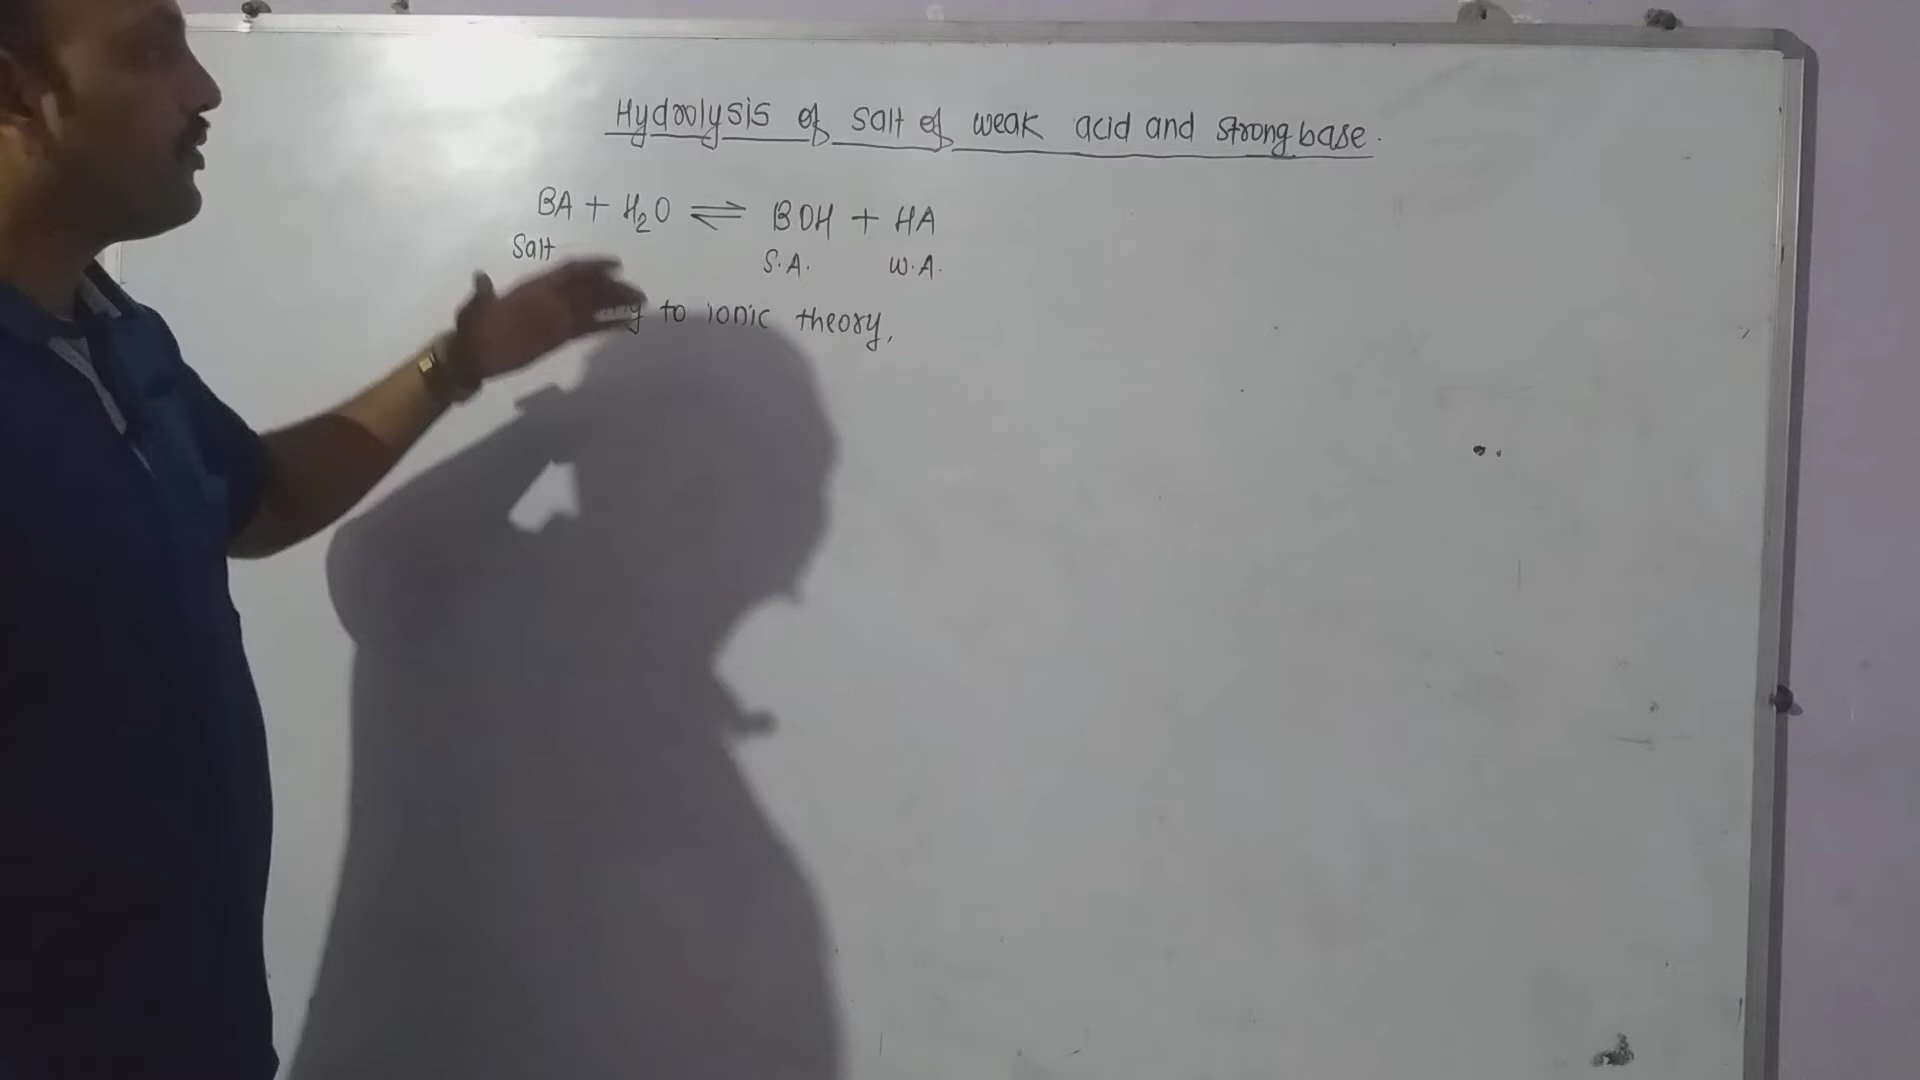 Hydrolysis of salt of weak acid and strong base.
BA + H₂O ⇌ BOH + HA
Salt S.A. W.A.
to ionic theory,